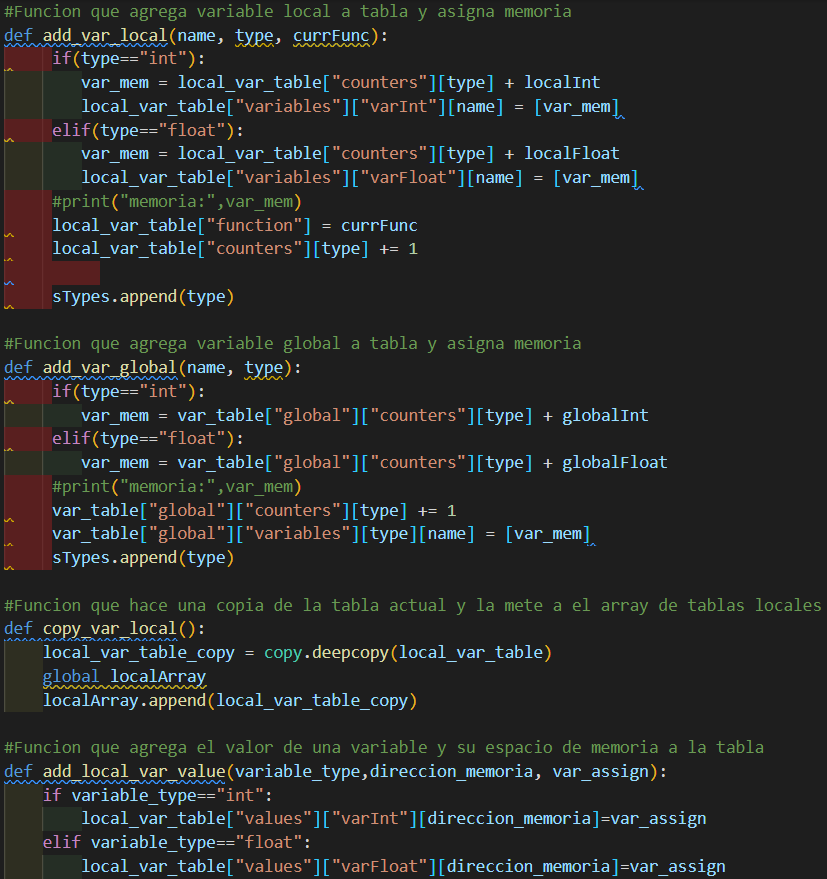 #Funcion que agrega variable local a tabla y asigna memoria
def add_var_local(name, type, currFunc):
     if(type=="int"):
        var_mem = local_var_table["counters"][type] + localInt
        local_var_table["variables"]["varInt"][name] = [var_mem]
     elif(type=="float"):
        var_mem = local_var_table["counters"][type] + localFloat
        local_var_table["variables"]["varFloat"][name] = [var_mem]
     #print("memoria:",var_mem)
     local_var_table["function"] = currFunc
     local_var_table["counters"][type] += 1

     sTypes.append(type)

#Funcion que agrega variable global a tabla y asigna memoria
def add_var_global(name, type):
     if(type=="int"):
        var_mem = var_table["global"]["counters"][type] + globalInt
     elif(type=="float"):
        var_mem = var_table["global"]["counters"][type] + globalFloat
     #print("memoria:",var_mem)
     var_table["global"]["counters"][type] += 1
     var_table["global"]["variables"][type][name] = [var_mem]
     sTypes.append(type)

#Funcion que hace una copia de la tabla actual y la mete a el array de tablas locales
def copy_var_local():
    local_var_table_copy = copy.deepcopy(local_var_table)
    global localArray
    localArray.append(local_var_table_copy)

#Funcion que agrega el valor de una variable y su espacio de memoria a la tabla
def add_local_var_value(variable_type,direccion_memoria, var_assign):
    if variable_type=="int":
        local_var_table["values"]["varInt"][direccion_memoria]=var_assign
    elif variable_type=="float":
        local_var_table["values"]["varFloat"][direccion_memoria]=var_assign